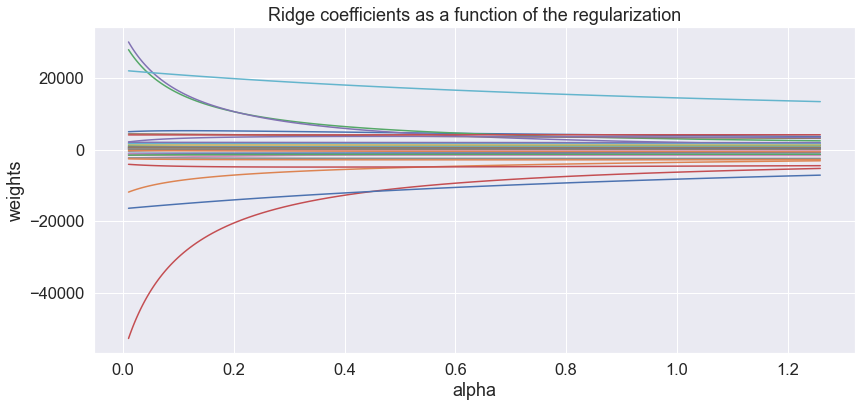 Ridge coefficients as a function of the regularization
weights
20000
0
−20000
−40000
0.0 0.2 0.4 0.6 0.8 1.0 1.2
alpha